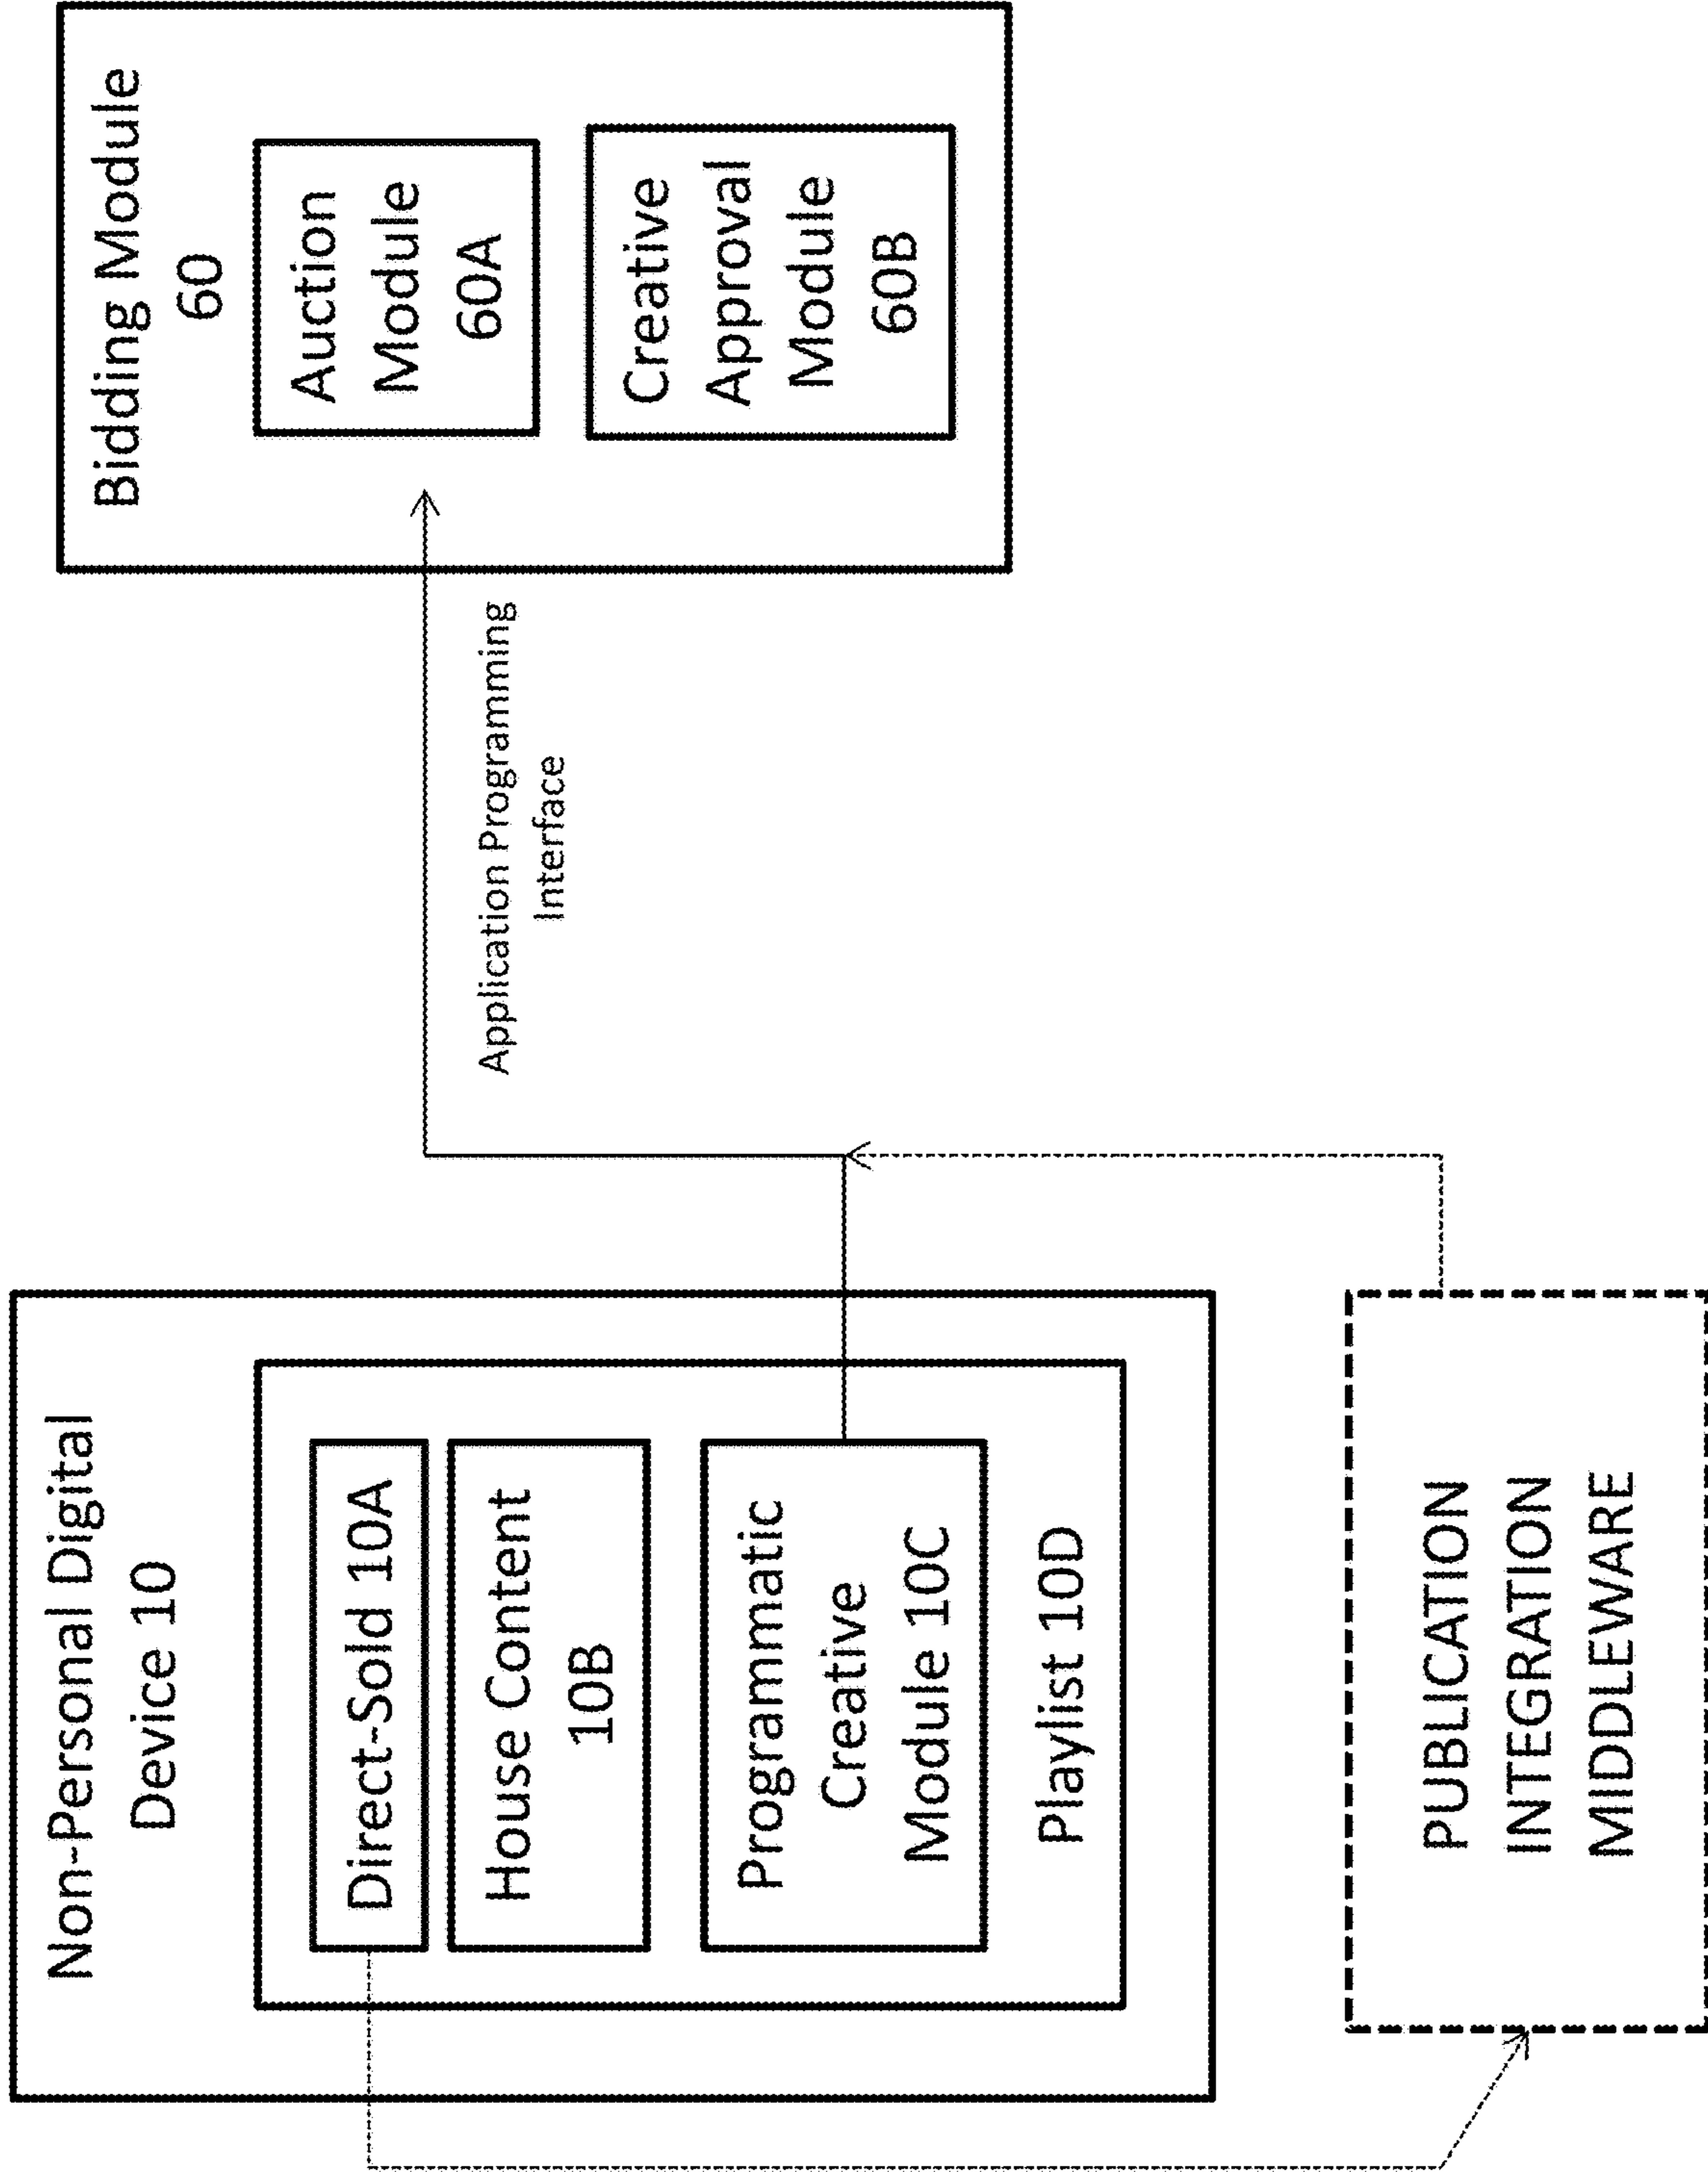 Non-Personal Digital
Device 10
Direct-Sold 10A
House Content
10B
Programmatic
Creative
Module 10C
Playlist 10D
PUBLICATION
INTEGRATION
MIDDLEWARE
Application Programming
Interface
Bidding Module
60
Auction
Module
60A
Creative
Approval
Module
60B